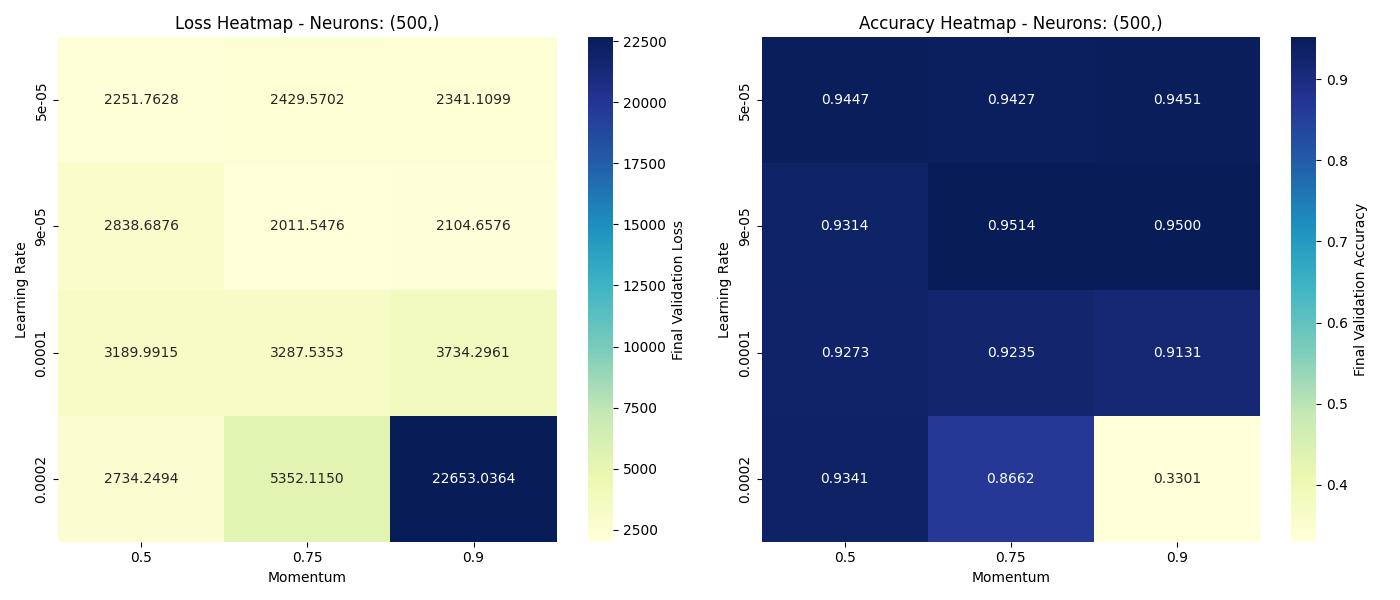 Loss Heatmap - Neurons: (500,)
Learning Rate
5e-05
2251.7628 2429.5702 2341.1099
9e-05
2838.6876 2011.5476 2104.6576
0.0001
3189.9915 3287.5353 3734.2961
0.0002
2734.2494 5352.1150 22653.0364
0.5 0.75 0.9
Momentum
22500
20000
17500
15000
12500
10000
7500
5000
2500
Final Validation Loss
Accuracy Heatmap - Neurons: (500,)
Learning Rate
5e-05
0.9447 0.9427 0.9451
9e-05
0.9314 0.9514 0.9500
0.0001
0.9273 0.9235 0.9131
0.0002
0.9341 0.8662 0.3301
0.5 0.75 0.9
Momentum
0.9
0.8
0.7
0.6
0.5
0.4
Final Validation Accuracy